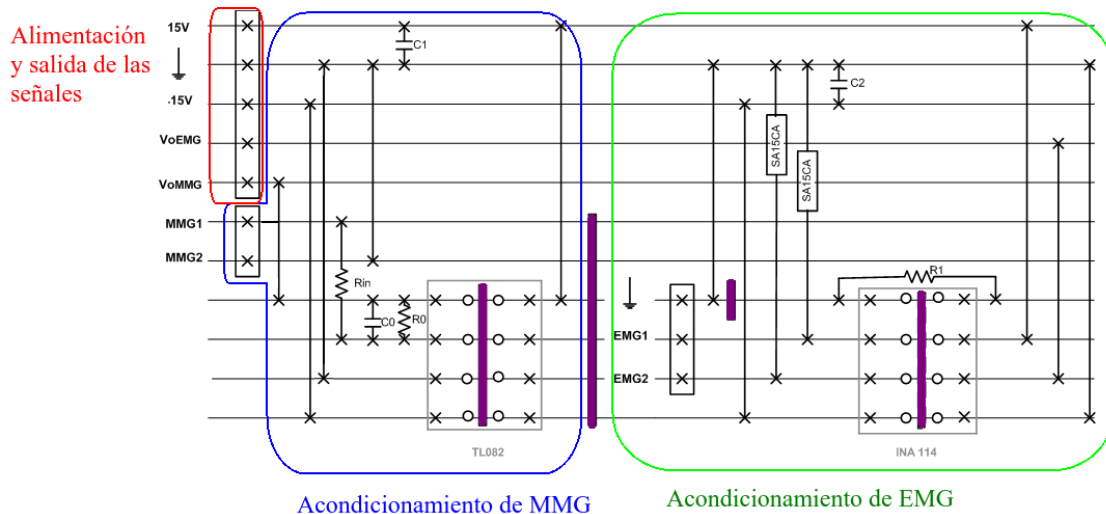 Alimentación
y salida de las
señales
15V
-15V
VoEMG
VoMMG
MMG1
MMG2
C1
Rin
C0
R0
TL082
Acondicionamiento de MMG
C2
SA15CA
SA15CA
R1
EMG1
EMG2
INA 114
Acondicionamiento de EMG